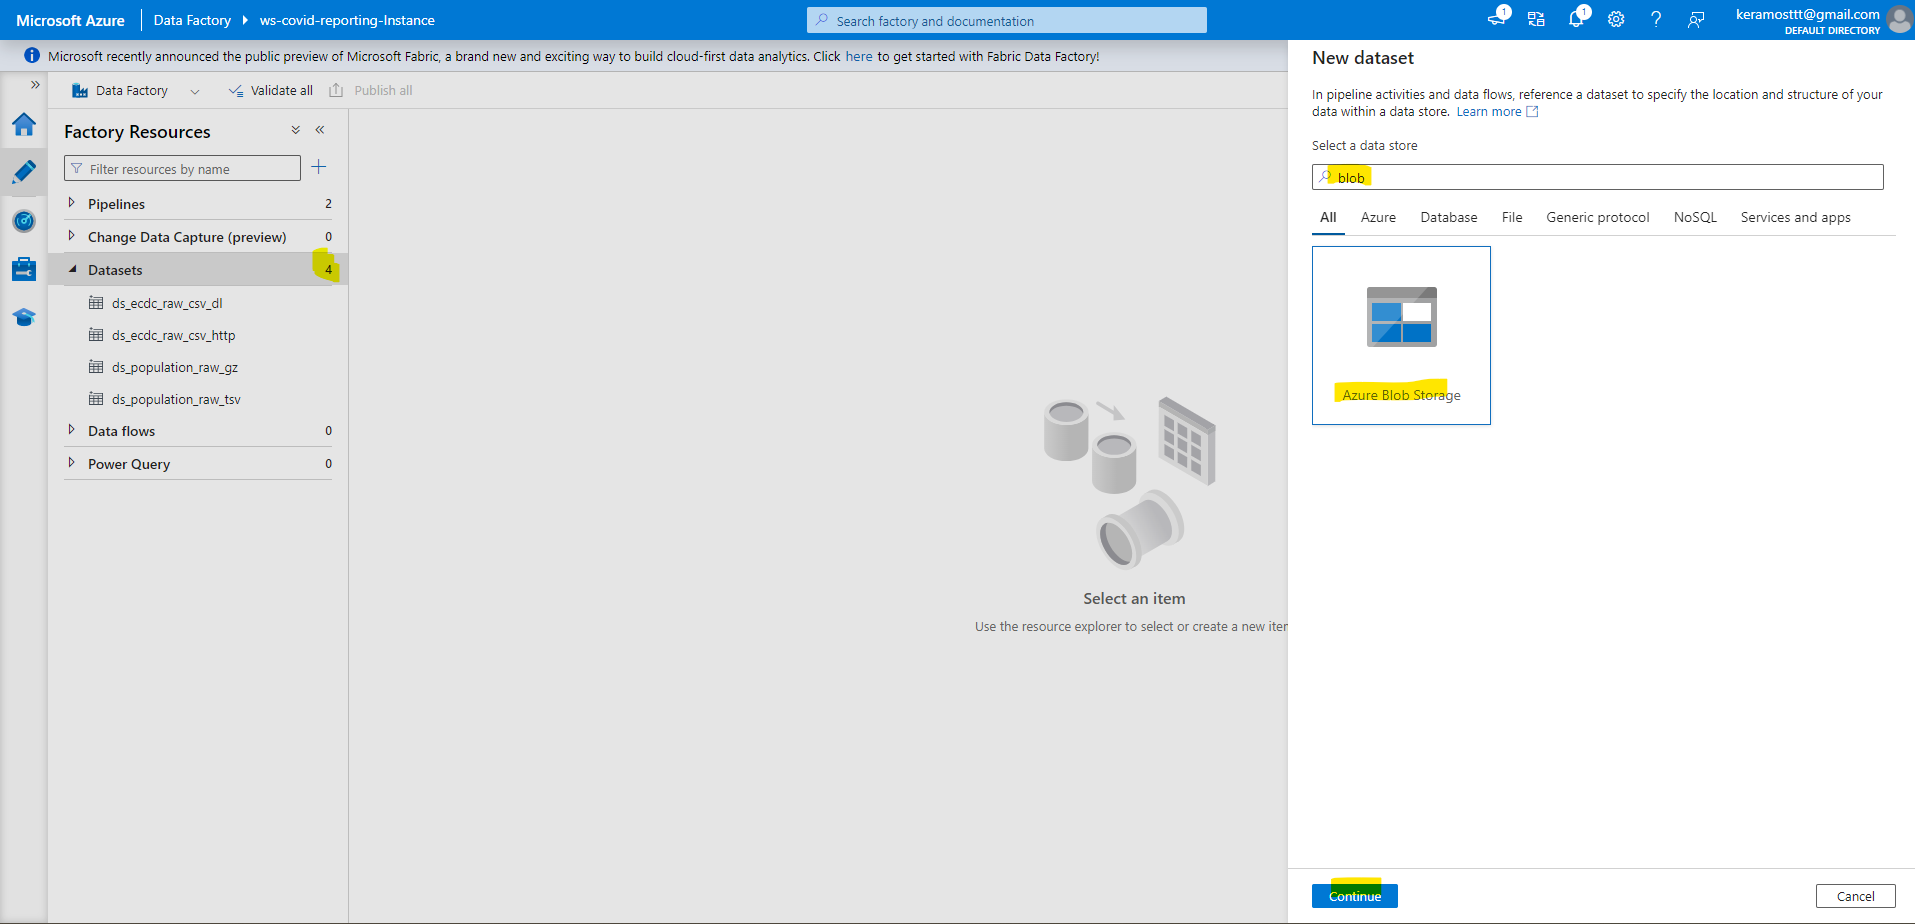 Microsoft Azure
Data Factory
ws-covid-reporting-Instance
Search factory and documentation
1
1
?
keramosttt@gmail.com
DEFAULT DIRECTORY
Microsoft recently announced the public preview of Microsoft Fabric, a brand new and exciting way to build cloud-first data analytics. Click here to get started with Fabric Data Factory!
Data Factory
Validate all
Publish all
Factory Resources
Filter resources by name
Pipelines 2
Change Data Capture (preview) 0
Datasets 4
ds_ecdc_raw_csv_dl
ds_ecdc_raw_csv_http
ds_population_raw_gz
ds_population_raw_tsv
Data flows 0
Power Query 0
Select an item
Use the resource explorer to select or create a new
New dataset
In pipeline activities and data flows, reference a dataset to specify the location and structure of your
data within a data store. Learn more
Select a data store
blob
All Azure Database File Generic protocol NoSQL Services and apps
Azure Blob Storage
Continue
Cancel